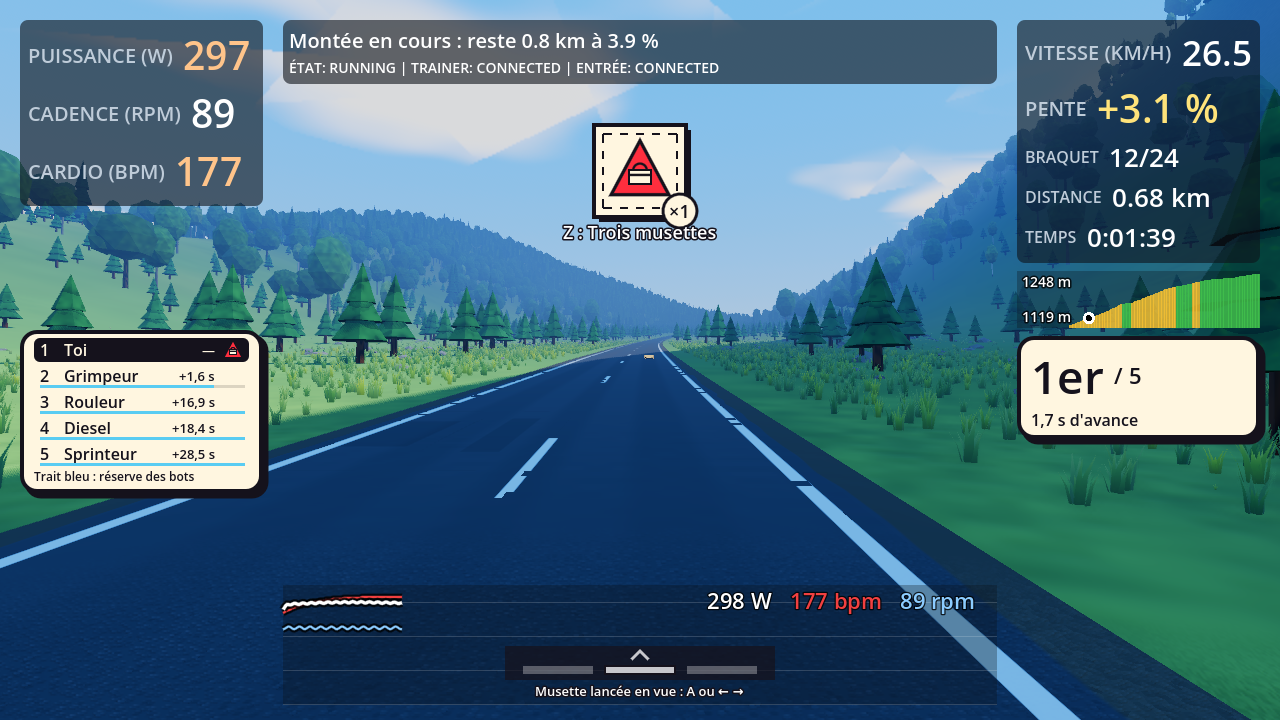 PUISSANCE (W) 297
CADENCE (RPM) 89
CARDIO (BPM) 177
Montée en cours : reste 0.8 km à 3.9 %
ÉTAT: RUNNING | TRAINER: CONNECTED | ENTRÉE: CONNECTED
×1
Z : Trois musettes
VITESSE (KM/H) 26.5
PENTE +3.1 %
BRAQUET 12/24
DISTANCE 0.68 km
TEMPS 0:01:39
1248 m
1119 m
1er / 5
1,7 s d'avance
1 Toi —
2 Grimpeur +1,6 s
3 Rouleur +16,9 s
4 Diesel +18,4 s
5 Sprinteur +28,5 s
Trait bleu : réserve des bots
298 W 177 bpm 89 rpm
Musette lancée en vue : A ou ← →